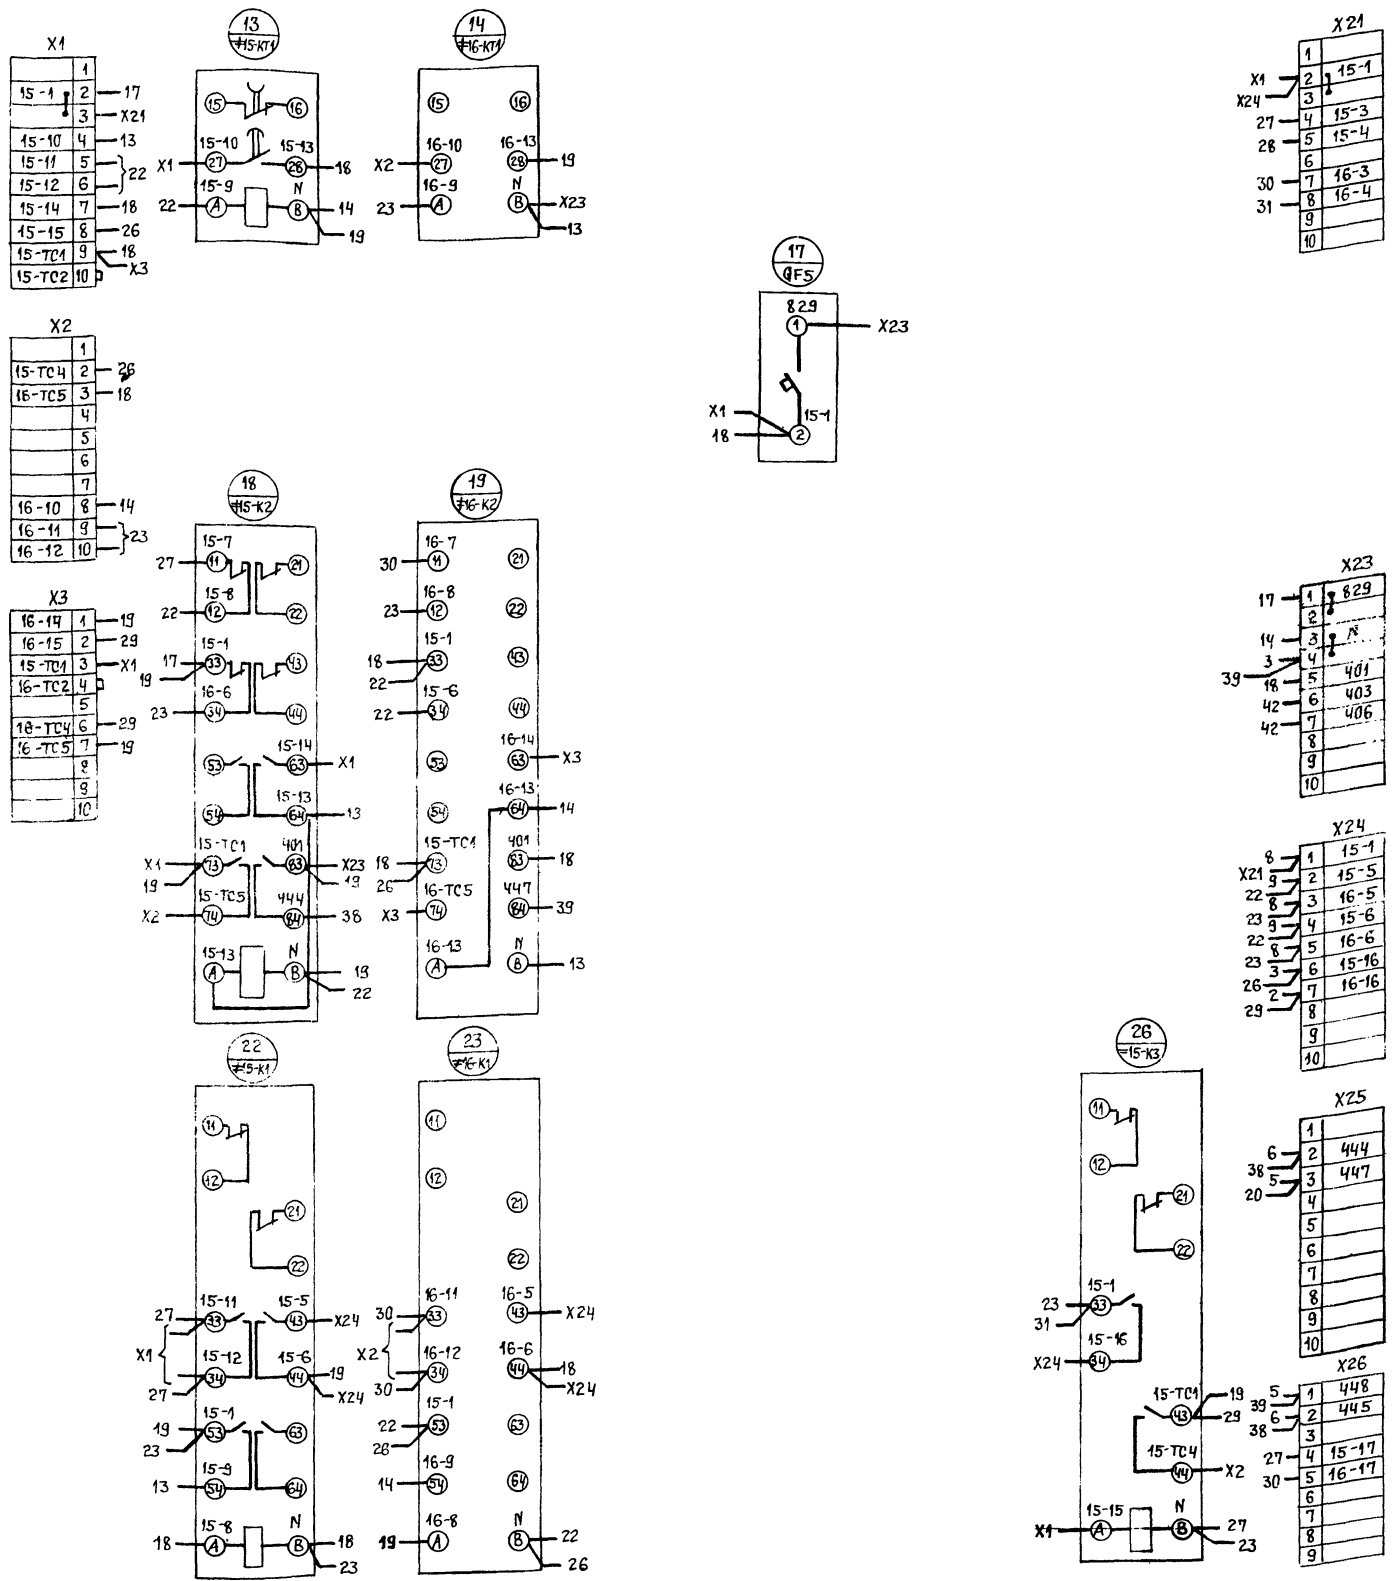 X1
1
15-1 2 17
3 X21
15-10 4 13
15-11 5
15-12 6 22
15-14 7 18
15-15 8 26
15-TC1 9 18
X3
15-TC2 10
X2
1
15-TC4 2 26
16-TC5 3 18
4
5
6
7
16-10 8 14
16-11 9
16-12 10 23
X3
16-14 1 19
16-15 2 29
15-TC1 3 X1
16-TC2 4
5
16-TC4 6 29
16-TC5 7 19
8
9
10
13
≠15-KT1
15 16
15-10 15-13
X1 27 28 18
15-9 N
22 A B 14
19
14
≠16-KT1
15 16
16-10 16-13
X2 27 28 19
16-9 N
23 A B X23
13
17
QF5
829
1 X23
X1 15-1
18 2
18
≠15-K2
15-7
27 11 21
15-8
22 12 22
15-1
17 33 43
19
16-6
23 34 44
15-14
53 63 X1
15-13
54 64 13
15-TC1 401
X1 73 83 X23
19 19
15-TC5 444
X2 74 84 38
15-13 N
A B 19
22
19
≠16-K2
16-7
30 11 21
16-8
23 12 22
15-1
18 33 43
22
15-6
22 34 44
16-14
53 63 X3
16-13
54 64 14
15-TC1 401
18 73 83 18
26
16-TC5 447
X3 74 84 39
16-13 N
A B 13
22
≠15-K1
11
12
21
22
15-11 15-5
27 33 43 X24
X1
15-12 15-6
34 44 19
27 X24
15-1
19 53 63
23
15-9
13 54 64
15-8 N
18 A B 18
23
23
≠16-K1
11
12
21
22
16-11 16-5
30 33 43 X24
X2
16-12 16-6
34 44 18
30 X24
15-1
22 53 63
26
16-9
14 54 64
16-8 N
19 A B 22
26
26
=15-K3
11
12
21
22
15-1
23 33
31
15-16
X24 34
15-TC1 19
43 29
15-TC4
44 X2
15-15 N
X1 A B 27
23
X21
1
X1 2 15-1
X24 3
27 4 15-3
28 5 15-4
6
30 7 16-3
31 8 16-4
9
10
X23
17 1 829
2
14 3 N
3 4
39
18 5 401
42 6 403
42 7 406
8
9
10
X24
8 1 15-1
X21
9 2 15-5
22
8 3 16-5
23
9 4 15-6
22
8 5 16-6
23
3 6 15-16
26
2 7 16-16
29
8
9
10
X25
1
6 2 444
38
5 3 447
20
4
5
6
7
8
9
10
X26
5 1 448
39
6 2 445
38
3
27 4 15-17
30 5 16-17
6
7
8
9